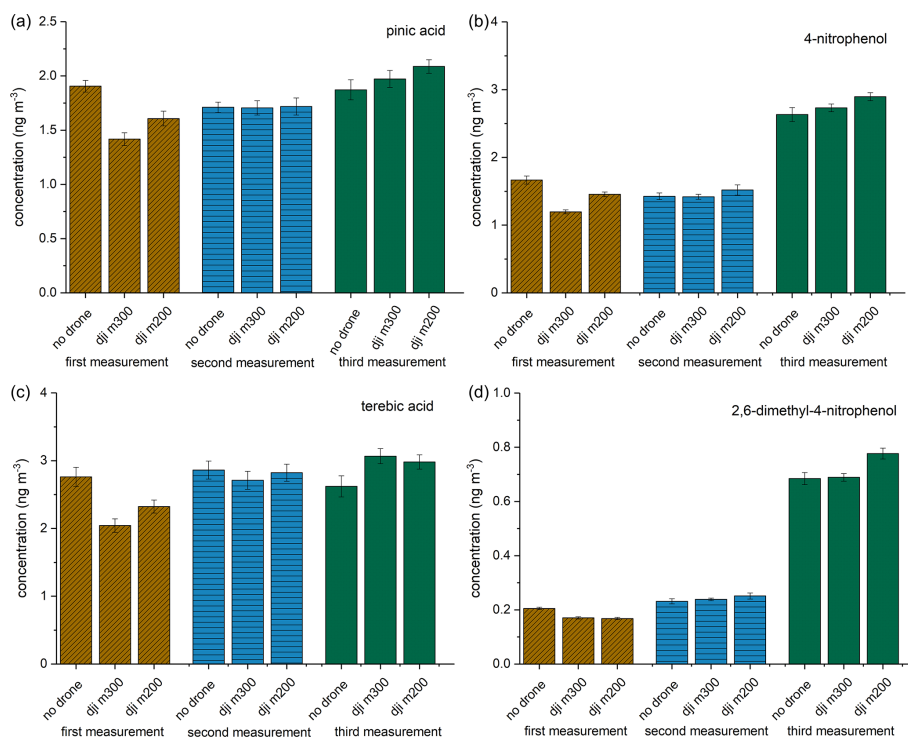 (a)
pinic acid
concentration (ng m⁻³)
2.5
2.0
1.5
1.0
0.5
0.0
no drone
dji m300
dji m200
no drone
dji m300
dji m200
no drone
dji m300
dji m200
first measurement
second measurement
third measurement
(b)
4-nitrophenol
concentration (ng m⁻³)
4
3
2
1
0
no drone
dji m300
dji m200
no drone
dji m300
dji m200
no drone
dji m300
dji m200
first measurement
second measurement
third measurement
(c)
terebic acid
concentration (ng m⁻³)
4
3
2
1
0
no drone
dji m300
dji m200
no drone
dji m300
dji m200
no drone
dji m300
dji m200
first measurement
second measurement
third measurement
(d)
2,6-dimethyl-4-nitrophenol
concentration (ng m⁻³)
1.0
0.8
0.6
0.4
0.2
0.0
no drone
dji m300
dji m200
no drone
dji m300
dji m200
no drone
dji m300
dji m200
first measurement
second measurement
third measurement